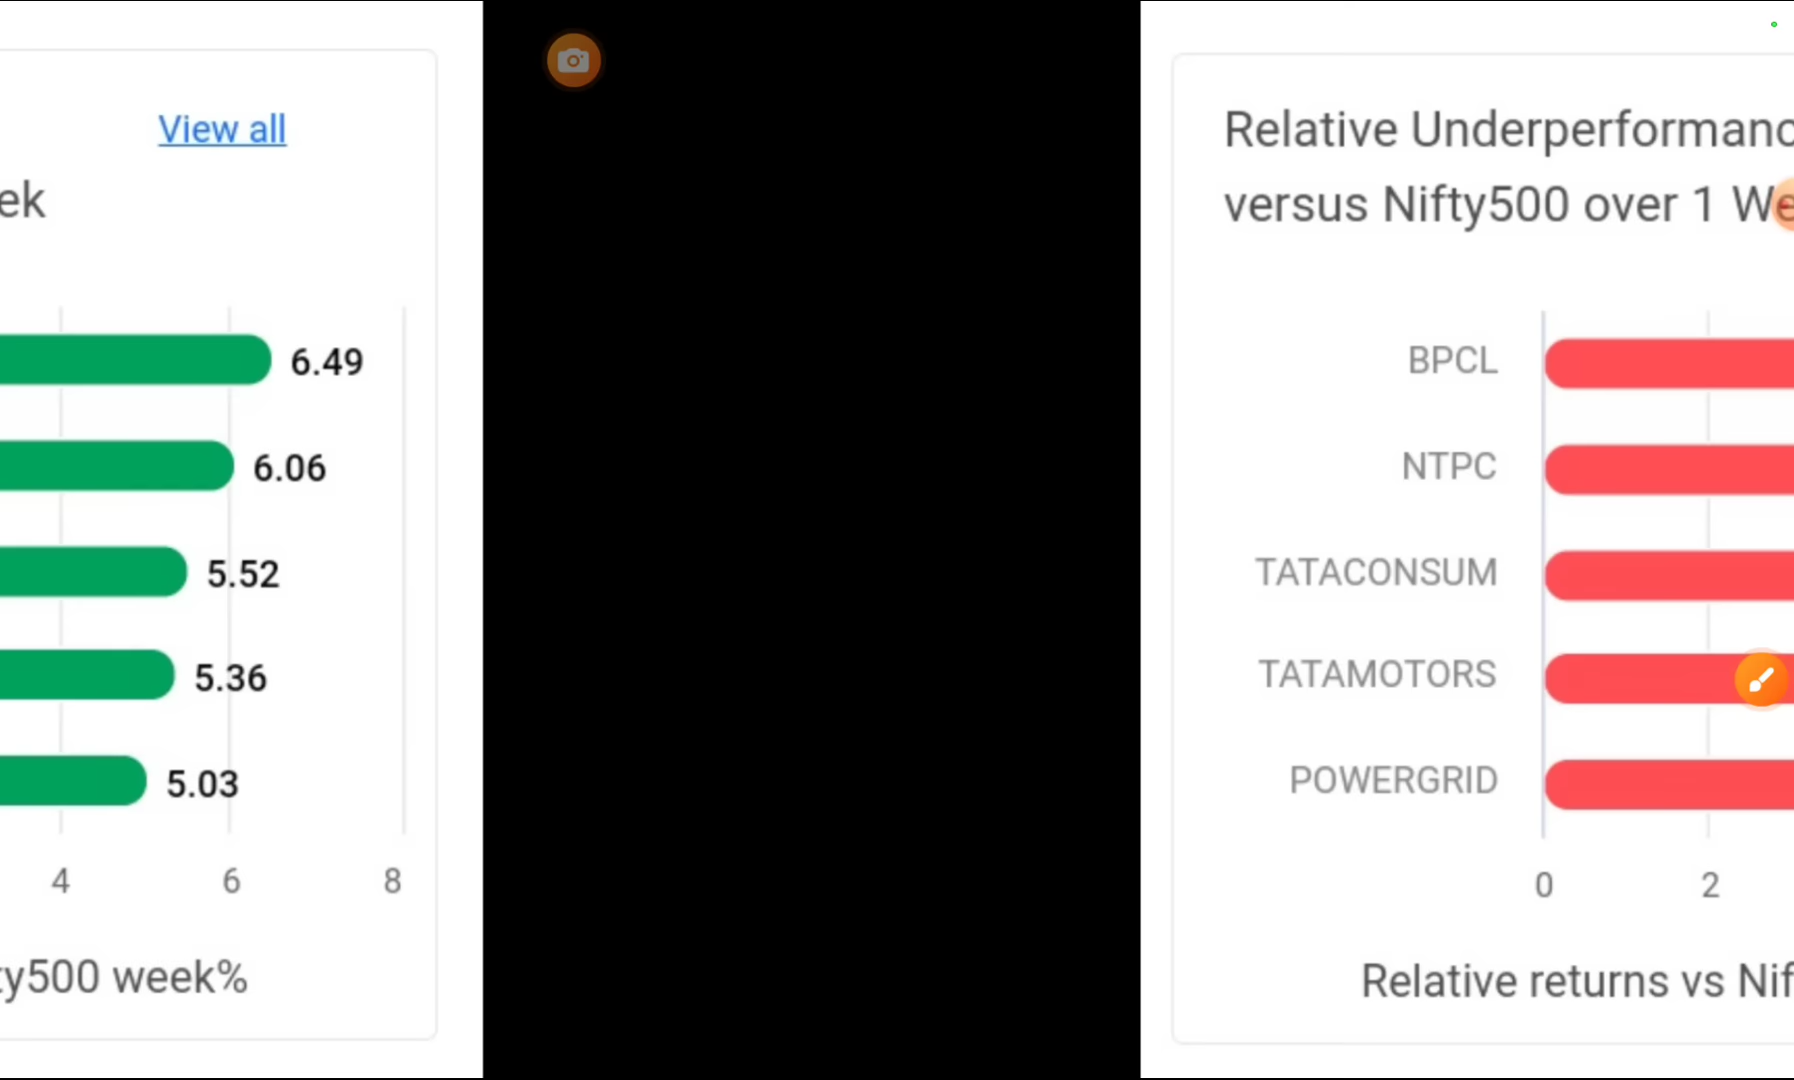 View all
ek
6.49
6.06
5.52
5.36
5.03
4 6 8
ty500 week%
Relative Underperformanc
versus Nifty500 over 1 We
BPCL
NTPC
TATACONSUM
TATAMOTORS
POWERGRID
0 2
Relative returns vs Nif